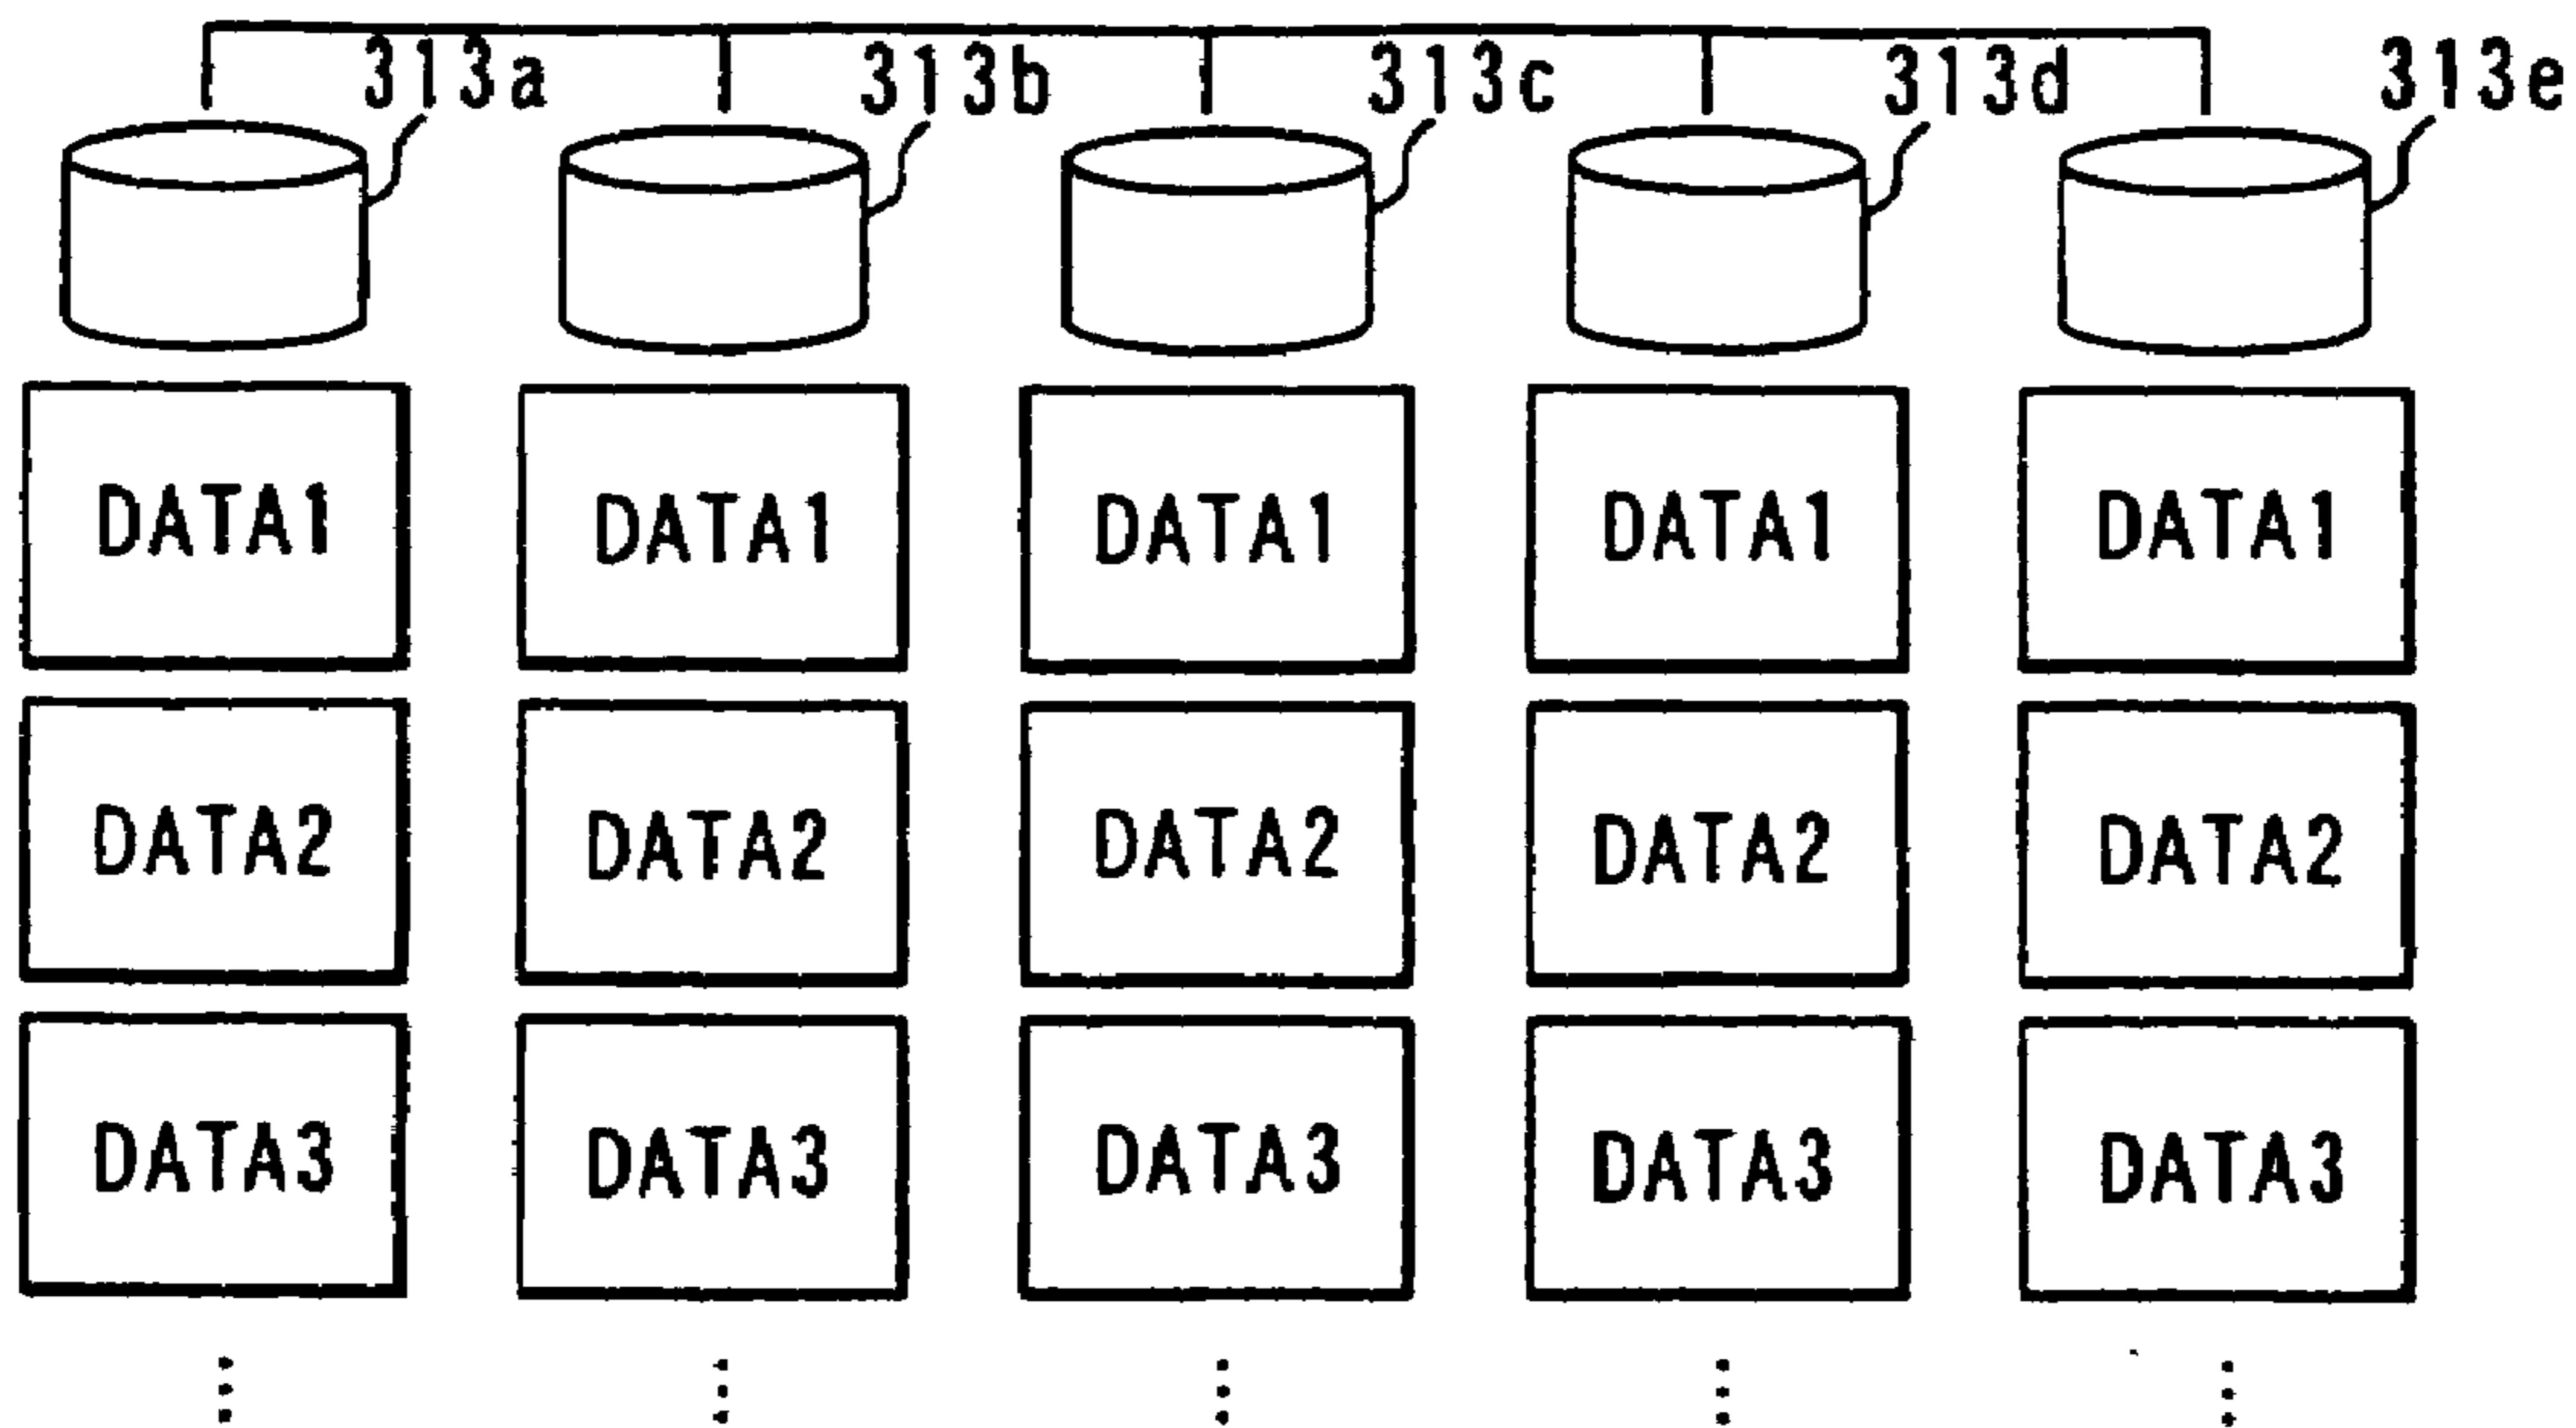 313a 313b 313c 313d 313e
DATA1 DATA1 DATA1 DATA1 DATA1
DATA2 DATA2 DATA2 DATA2 DATA2
DATA3 DATA3 DATA3 DATA3 DATA3